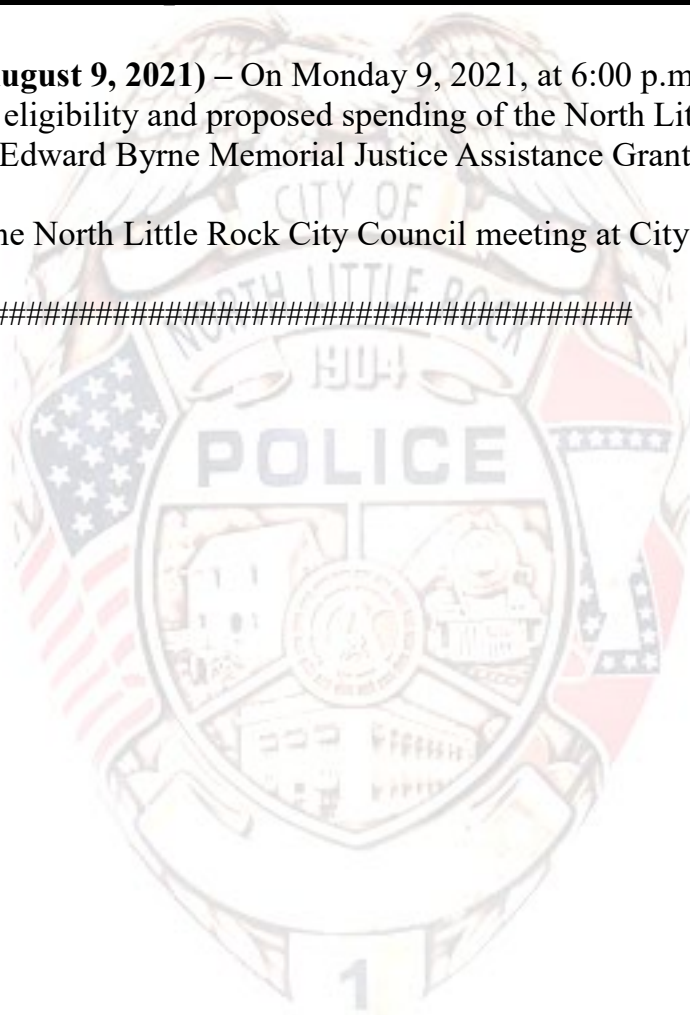 ugust 9, 2021) – On Monday 9, 2021, at 6:00 p.m
eligibility and proposed spending of the North Lit
Edward Byrne Memorial Justice Assistance Grant
he North Little Rock City Council meeting at City
#####################################
CITY OF
NORTH LITTLE ROCK
1904
POLICE
1